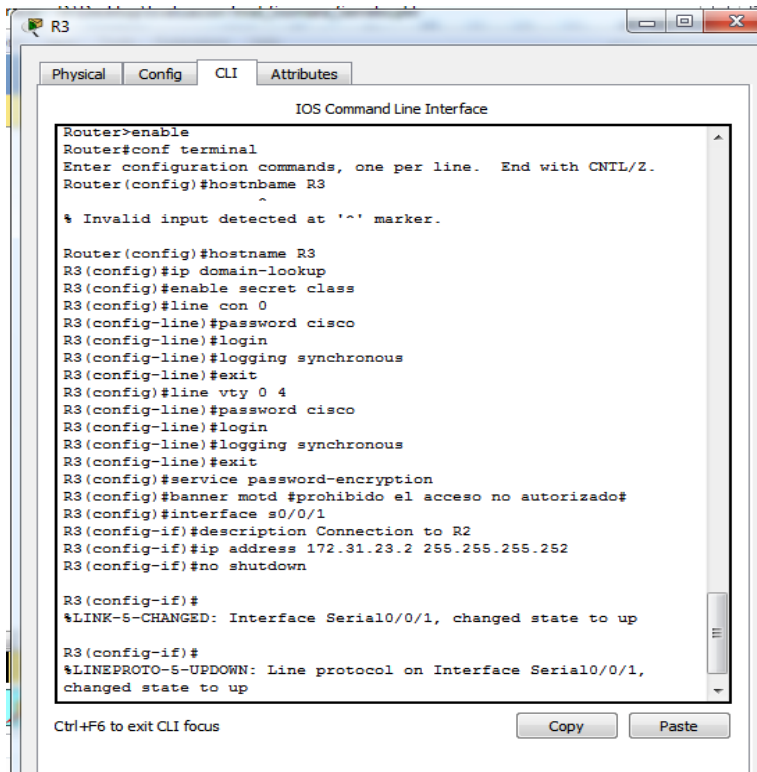 R3
Physical Config CLI Attributes
IOS Command Line Interface
Router>enable
Router#conf terminal
Enter configuration commands, one per line.  End with CNTL/Z.
Router(config)#hostnbame R3
^
% Invalid input detected at '^' marker.
Router(config)#hostname R3
R3(config)#ip domain-lookup
R3(config)#enable secret class
R3(config)#line con 0
R3(config-line)#password cisco
R3(config-line)#login
R3(config-line)#logging synchronous
R3(config-line)#exit
R3(config)#line vty 0 4
R3(config-line)#password cisco
R3(config-line)#login
R3(config-line)#logging synchronous
R3(config-line)#exit
R3(config)#service password-encryption
R3(config)#banner motd #prohibido el acceso no autorizado#
R3(config)#interface s0/0/1
R3(config-if)#description Connection to R2
R3(config-if)#ip address 172.31.23.2 255.255.255.252
R3(config-if)#no shutdown
R3(config-if)#
%LINK-5-CHANGED: Interface Serial0/0/1, changed state to up
R3(config-if)#
%LINEPROTO-5-UPDOWN: Line protocol on Interface Serial0/0/1,
changed state to up
Ctrl+F6 to exit CLI focus Copy Paste